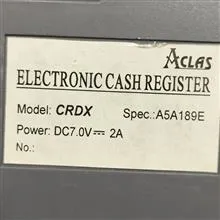 ACLAS
ELECTRONIC CASH REGISTER
Model: CRDX Spec.:A5A189E
Power: DC7.0V⎓ 2A
No.: